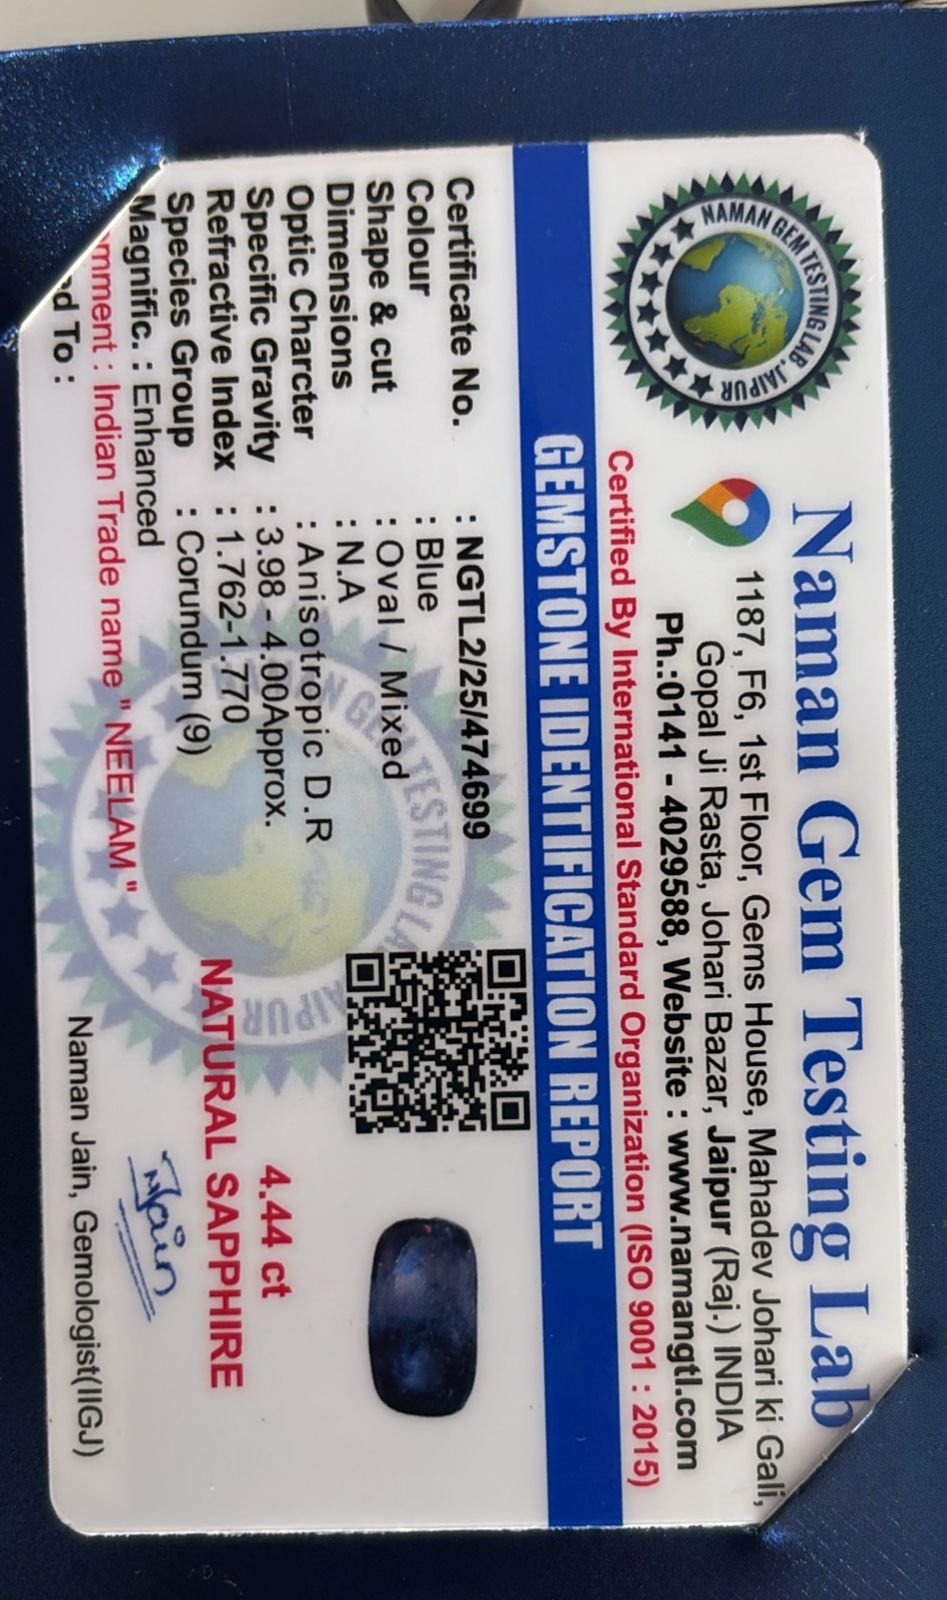 NAMAN GEM TESTING LAB, JAIPUR
Naman Gem Testing Lab
1187, F6, 1st Floor, Gems House, Mahadev Johari ki Gali,
Gopal Ji Rasta, Johari Bazar, Jaipur (Raj.) INDIA
Ph.:0141 - 4029588, Website : www.namangtl.com
Certified By International Standard Organization (ISO 9001 : 2015)
GEMSTONE IDENTIFICATION REPORT
Certificate No. : NGTL2/25/474699
Colour : Blue
Shape & cut : Oval / Mixed
Dimensions : N.A
Optic Charcter : Anisotropic D.R
Specific Gravity : 3.98 - 4.00Approx.
Refractive Index : 1.762-1.770
Species Group : Corundum (9)
Magnific. : Enhanced
mment : Indian Trade name " NEELAM "
d To :
4.44 ct
NATURAL SAPPHIRE
NJain
Naman Jain, Gemologist(IIGJ)